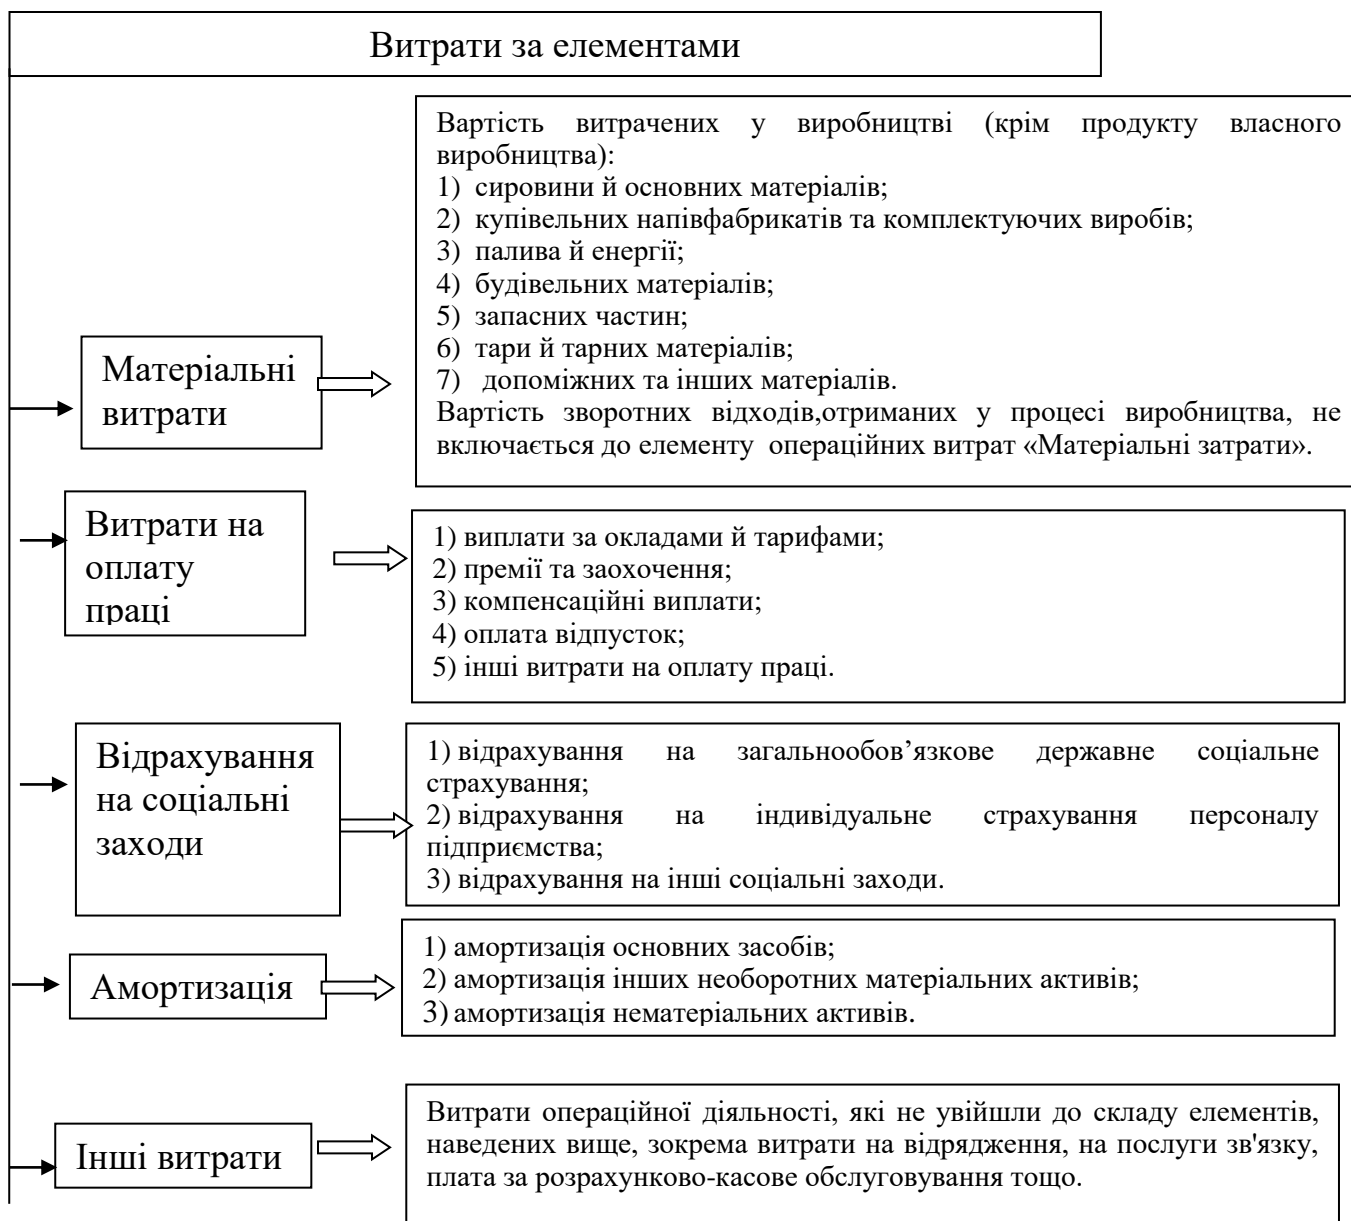 Витрати за елементами
Вартість витрачених у виробництві (крім продукту власного
виробництва):
1) сировини й основних матеріалів;
2) купівельних напівфабрикатів та комплектуючих виробів;
3) палива й енергії;
4) будівельних матеріалів;
5) запасних частин;
6) тари й тарних матеріалів;
7) допоміжних та інших матеріалів.
Вартість зворотних відходів,отриманих у процесі виробництва, не
включається до елементу операційних витрат «Матеріальні затрати».
Матеріальні
витрати
Витрати на
оплату
праці
1) виплати за окладами й тарифами;
2) премії та заохочення;
3) компенсаційні виплати;
4) оплата відпусток;
5) інші витрати на оплату праці.
Відрахування
на соціальні
заходи
1) відрахування на загальнообов’язкове державне соціальне
страхування;
2) відрахування на індивідуальне страхування персоналу
підприємства;
3) відрахування на інші соціальні заходи.
Амортизація
1) амортизація основних засобів;
2) амортизація інших необоротних матеріальних активів;
3) амортизація нематеріальних активів.
Інші витрати
Витрати операційної діяльності, які не увійшли до складу елементів,
наведених вище, зокрема витрати на відрядження, на послуги зв'язку,
плата за розрахунково-касове обслуговування тощо.